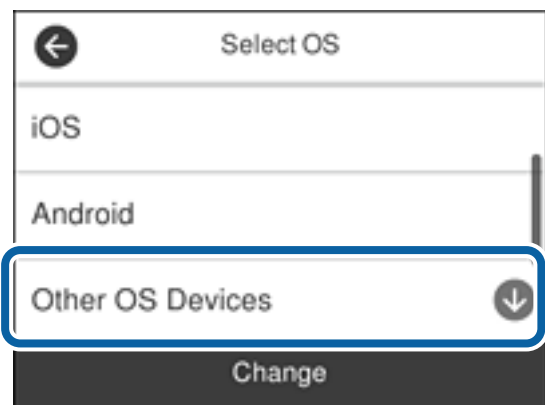 Select OS
iOS
Android
Other OS Devices
Change